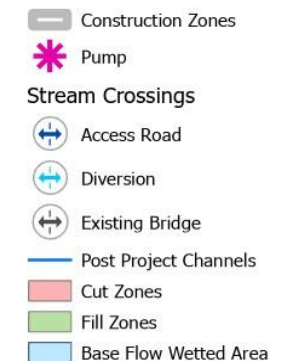 Construction Zones
Pump
Stream Crossings
Access Road
Diversion
Existing Bridge
Post Project Channels
Cut Zones
Fill Zones
Base Flow Wetted Area